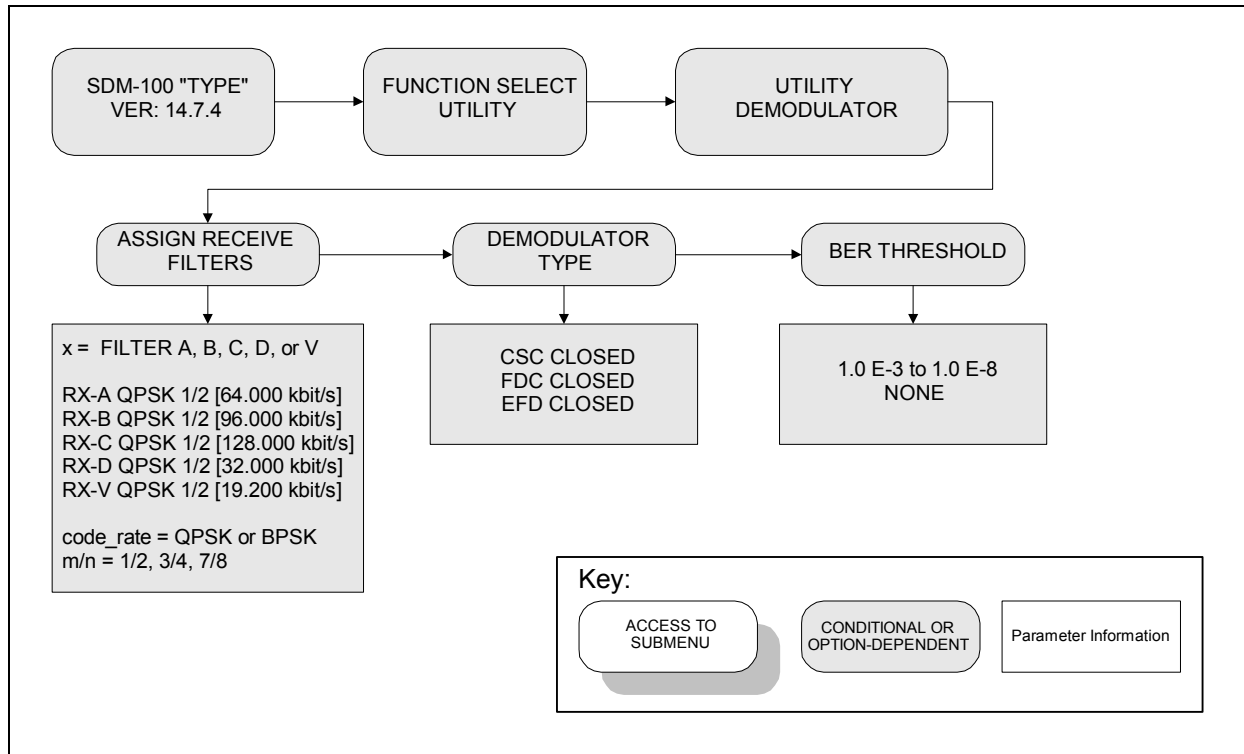 SDM-100 "TYPE"
VER: 14.7.4
FUNCTION SELECT
UTILITY
UTILITY
DEMODULATOR
ASSIGN RECEIVE
FILTERS
DEMODULATOR
TYPE
BER THRESHOLD
x = FILTER A, B, C, D, or V
RX-A QPSK 1/2 [64.000 kbit/s]
RX-B QPSK 1/2 [96.000 kbit/s]
RX-C QPSK 1/2 [128.000 kbit/s]
RX-D QPSK 1/2 [32.000 kbit/s]
RX-V QPSK 1/2 [19.200 kbit/s]
code_rate = QPSK or BPSK
m/n = 1/2, 3/4, 7/8
CSC CLOSED
FDC CLOSED
EFD CLOSED
1.0 E-3 to 1.0 E-8
NONE
Key:
ACCESS TO
SUBMENU
CONDITIONAL OR
OPTION-DEPENDENT
Parameter Information